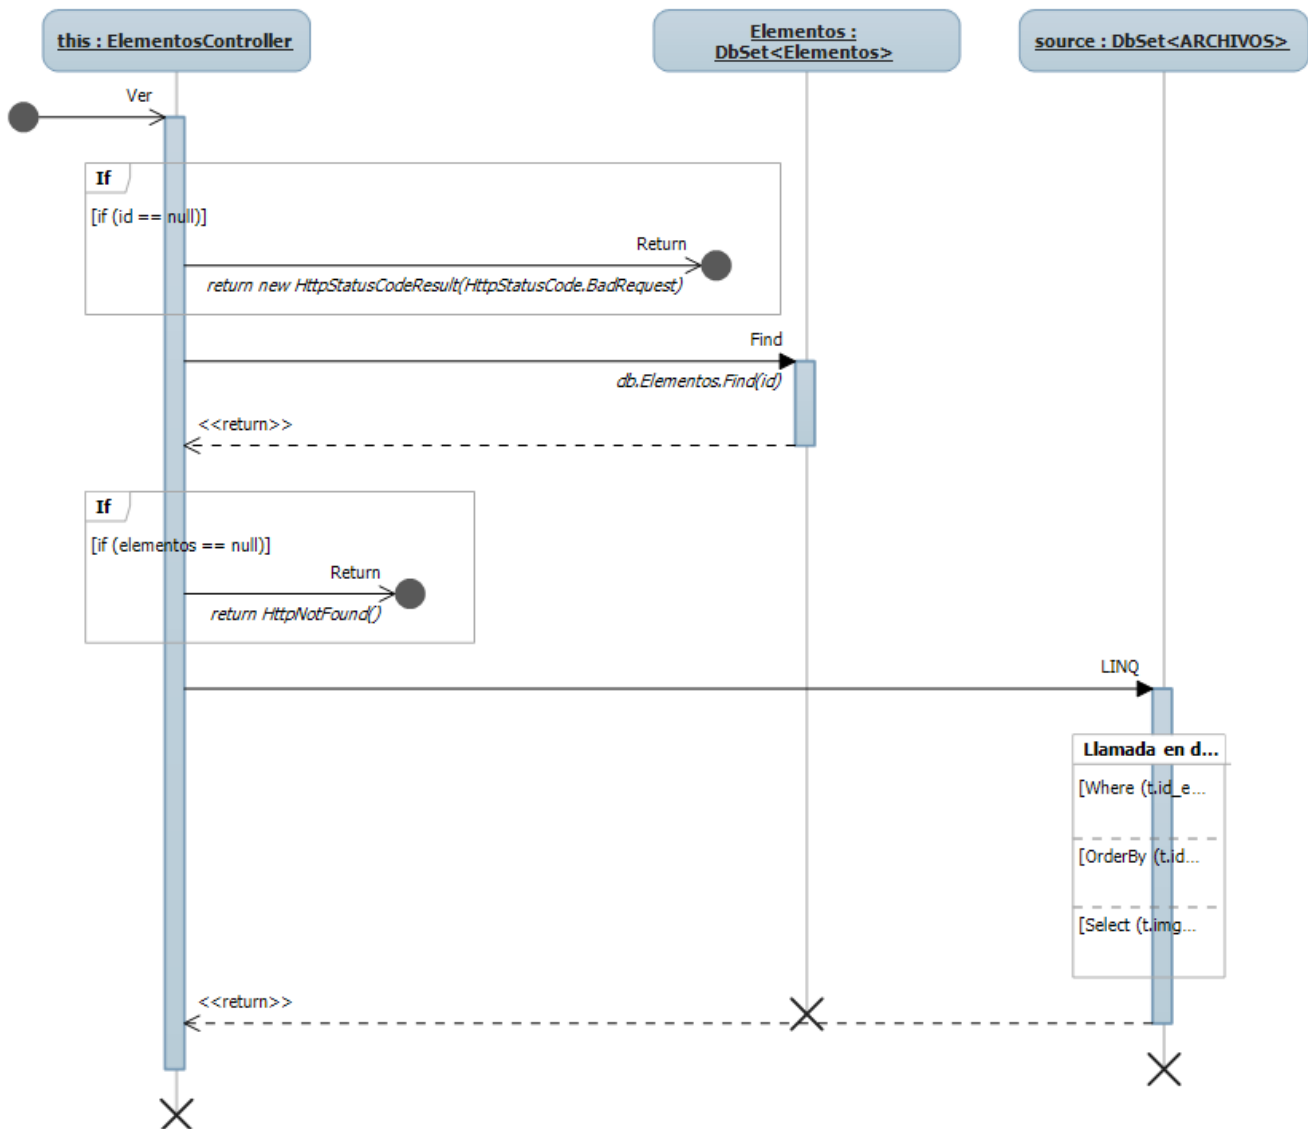 this : ElementosController
Elementos :
DbSet<Elementos>
source : DbSet<ARCHIVOS>
Ver
If
[if (id == null)]
Return
return new HttpStatusCodeResult(HttpStatusCode.BadRequest)
Find
db.Elementos.Find(id)
<<return>>
If
[if (elementos == null)]
Return
return HttpNotFound()
LINQ
Llamada en d...
[Where (t.id_e...
[OrderBy (t.id...
[Select (t.img...
<<return>>